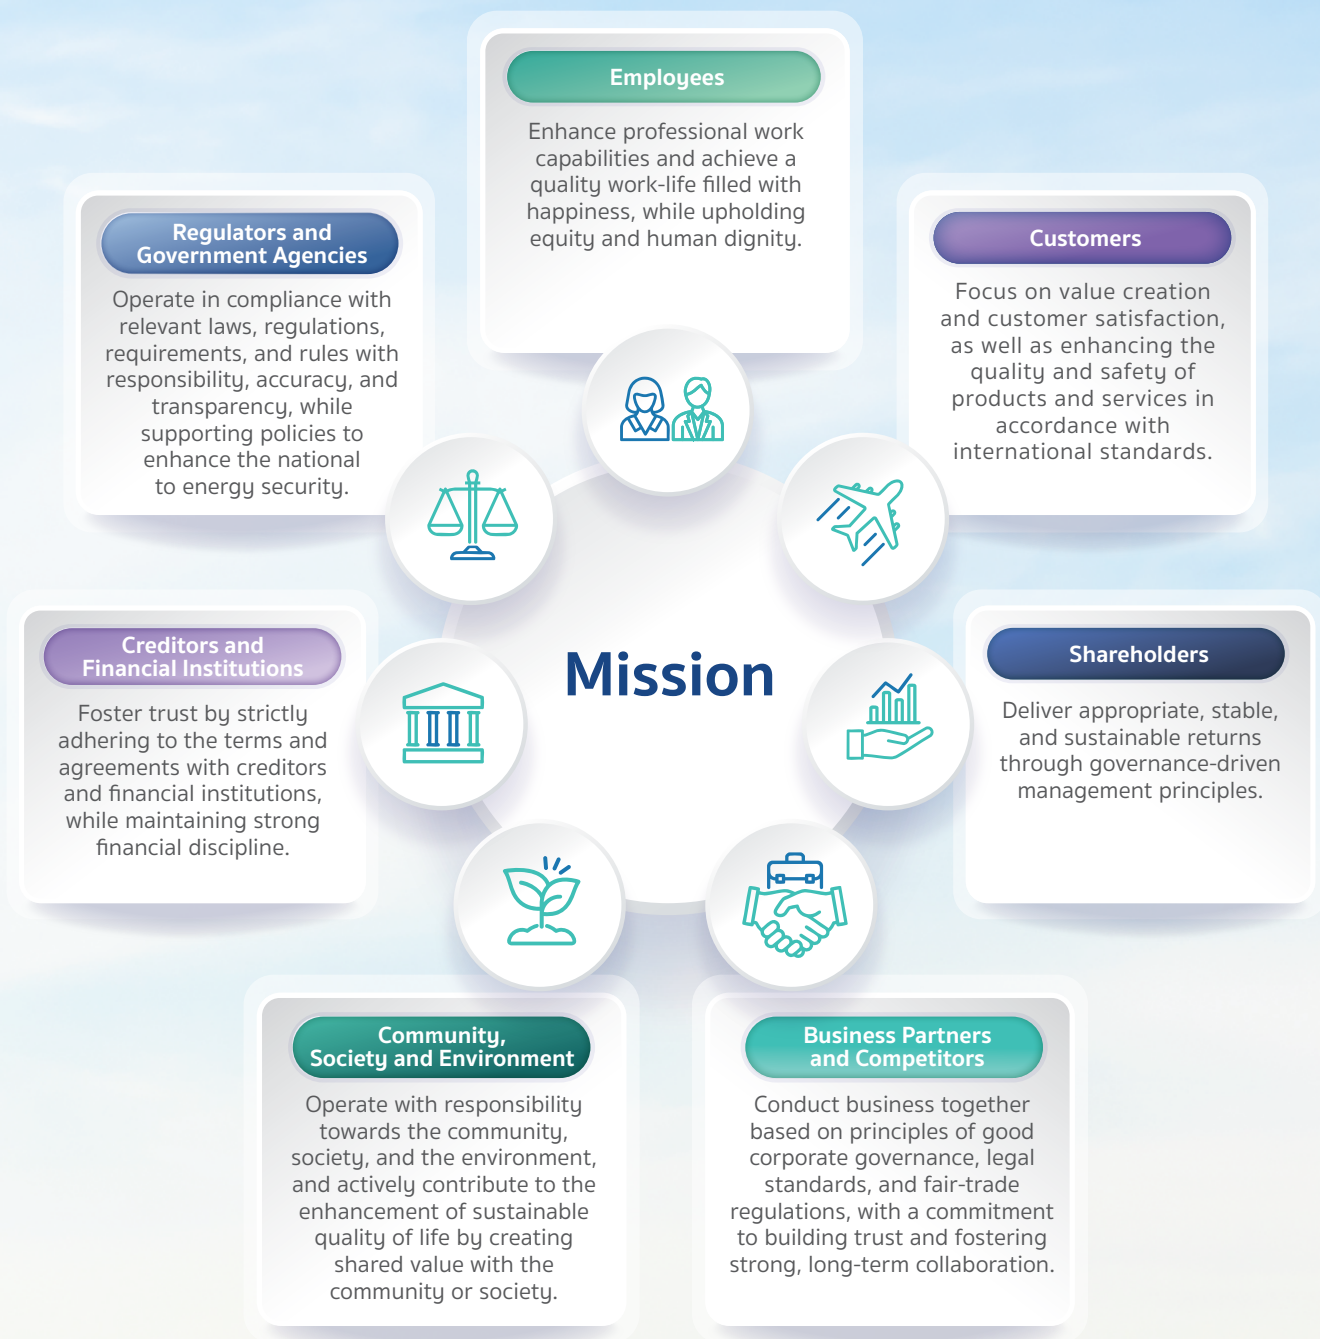 Employees
Enhance professional work
capabilities and achieve a
quality work-life filled with
happiness, while upholding
equity and human dignity.
Regulators and
Government Agencies
Operate in compliance with
relevant laws, regulations,
requirements, and rules with
responsibility, accuracy, and
transparency, while
supporting policies to
enhance the national
to energy security.
Customers
Focus on value creation
and customer satisfaction,
as well as enhancing the
quality and safety of
products and services in
accordance with
international standards.
Creditors and
Financial Institutions
Foster trust by strictly
adhering to the terms and
agreements with creditors
and financial institutions,
while maintaining strong
financial discipline.
Mission
Shareholders
Deliver appropriate, stable,
and sustainable returns
through governance-driven
management principles.
Community,
Society and Environment
Operate with responsibility
towards the community,
society, and the environment,
and actively contribute to the
enhancement of sustainable
quality of life by creating
shared value with the
community or society.
Business Partners
and Competitors
Conduct business together
based on principles of good
corporate governance, legal
standards, and fair-trade
regulations, with a commitment
to building trust and fostering
strong, long-term collaboration.